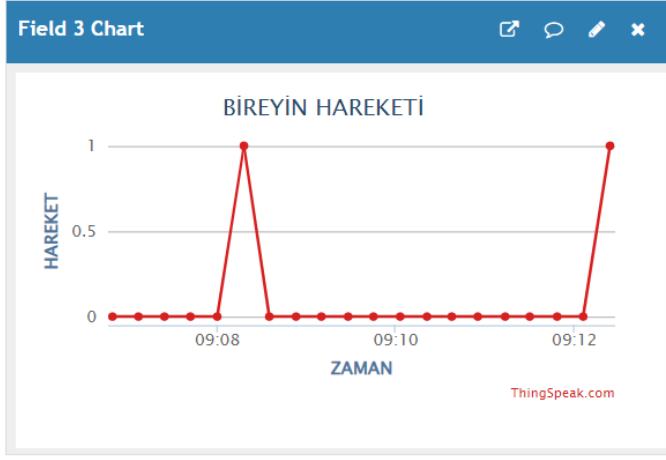 Field 3 Chart
BİREYİN HAREKETİ
HAREKET
1
0.5
0
09:08 09:10 09:12
ZAMAN
ThingSpeak.com